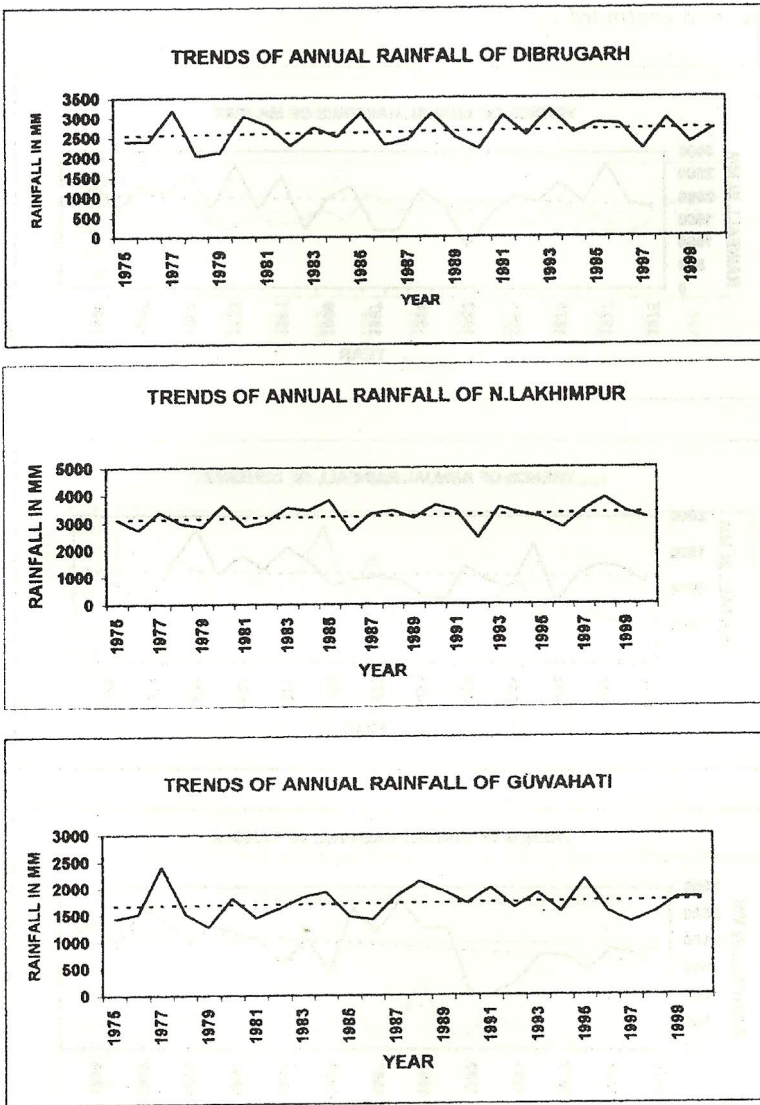 TRENDS OF ANNUAL RAINFALL OF DIBRUGARH
RAINFALL IN MM
3500
3000
2500
2000
1500
1000
500
0
1975 1977 1979 1981 1983 1985 1987 1989 1991 1993 1995 1997 1999
YEAR
TRENDS OF ANNUAL RAINFALL OF N.LAKHIMPUR
RAINFALL IN MM
5000
4000
3000
2000
1000
0
1975 1977 1979 1981 1983 1985 1987 1989 1991 1993 1995 1997 1999
YEAR
TRENDS OF ANNUAL RAINFALL OF GUWAHATI
RAINFALL IN MM
3000
2500
2000
1500
1000
500
0
1975 1977 1979 1981 1983 1985 1987 1989 1991 1993 1995 1997 1999
YEAR